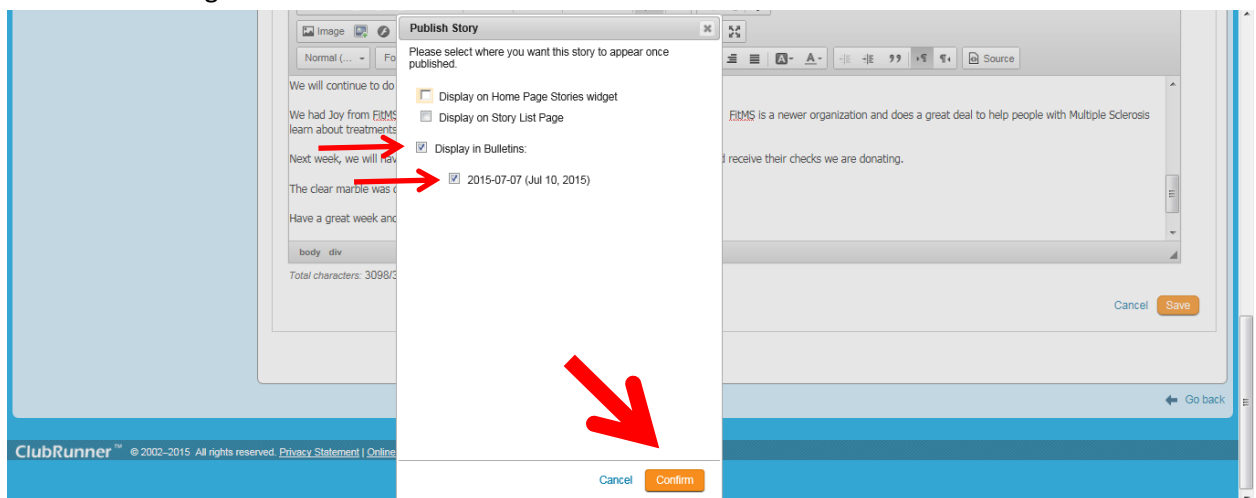 Image
Publish Story
Normal (... Fo
Source
Please select where you want this story to appear once
published.
We will continue to do
Display on Home Page Stories widget
We had Joy from FitMS
FitMS is a newer organization and does a great deal to help people with Multiple Sclerosis
learn about treatments
Display on Story List Page
Display in Bulletins:
Next week, we will hav
receive their checks we are donating.
2015-07-07 (Jul 10, 2015)
The clear marble was
Have a great week and
body div
Total characters: 3098/3
Cancel Save
Go back
ClubRunner™ © 2002–2015 All rights reserved. Privacy Statement | Online
Cancel Confirm